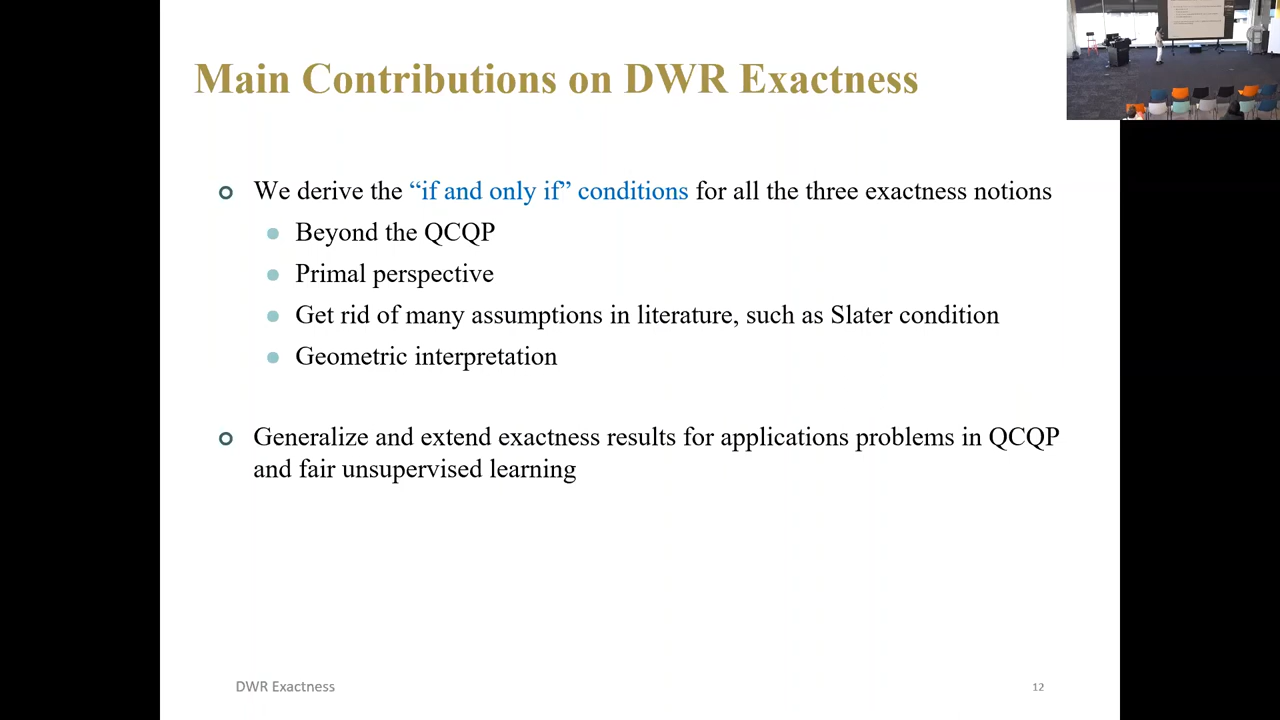 Main Contributions on DWR Exactness
We derive the “if and only if” conditions for all the three exactness notions
Beyond the QCQP
Primal perspective
Get rid of many assumptions in literature, such as Slater condition
Geometric interpretation
Generalize and extend exactness results for applications problems in QCQP
and fair unsupervised learning
DWR Exactness
12